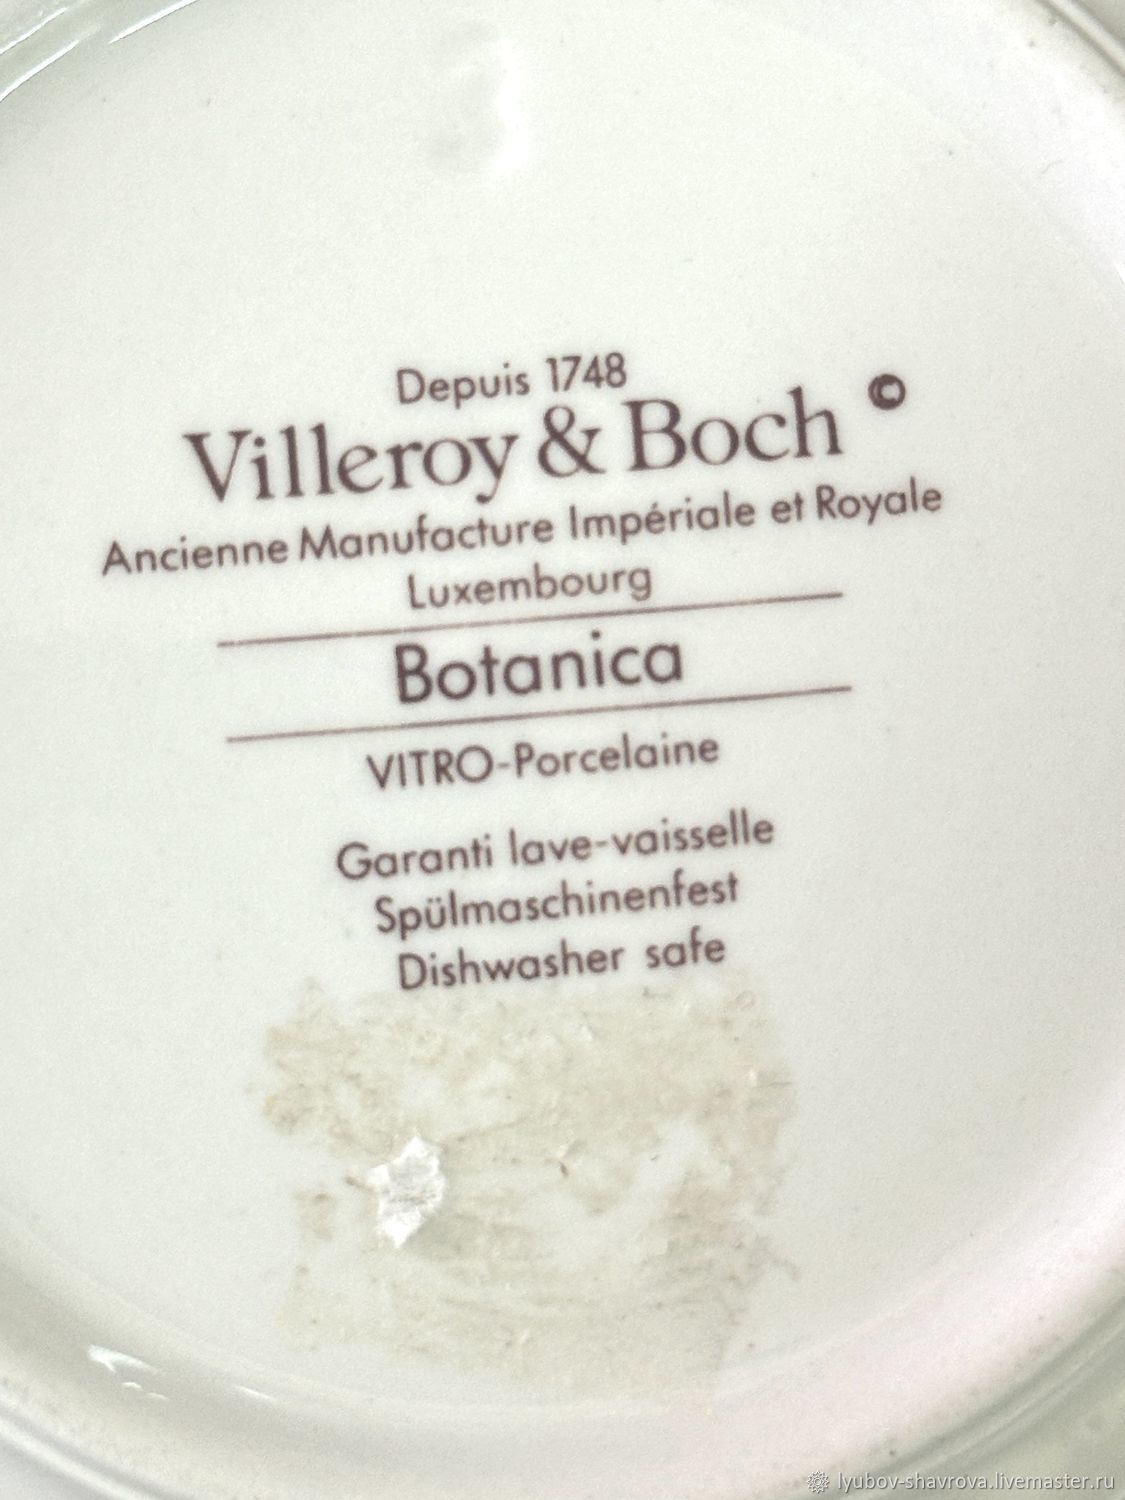 Depuis 1748
Villeroy & Boch ©
Ancienne Manufacture Impériale et Royale
Luxembourg
Botanica
VITRO-Porcelaine
Garanti lave-vaisselle
Spülmaschinenfest
Dishwasher safe
lyubov-shavrova.livemaster.ru